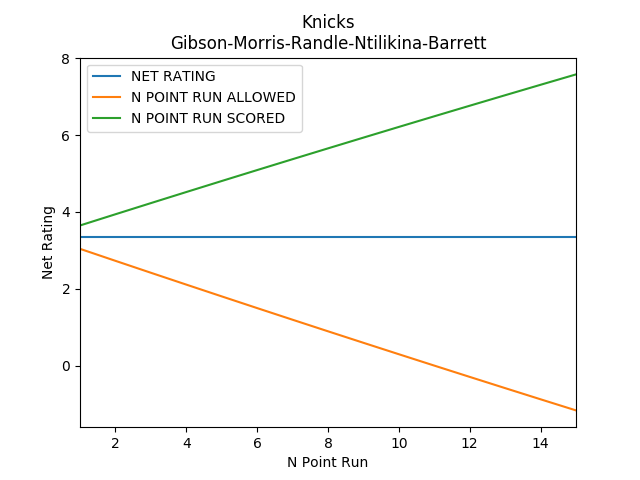 Knicks
Gibson-Morris-Randle-Ntilikina-Barrett
NET RATING
N POINT RUN ALLOWED
N POINT RUN SCORED
Net Rating
8
6
4
2
0
2 4 6 8 10 12 14
N Point Run